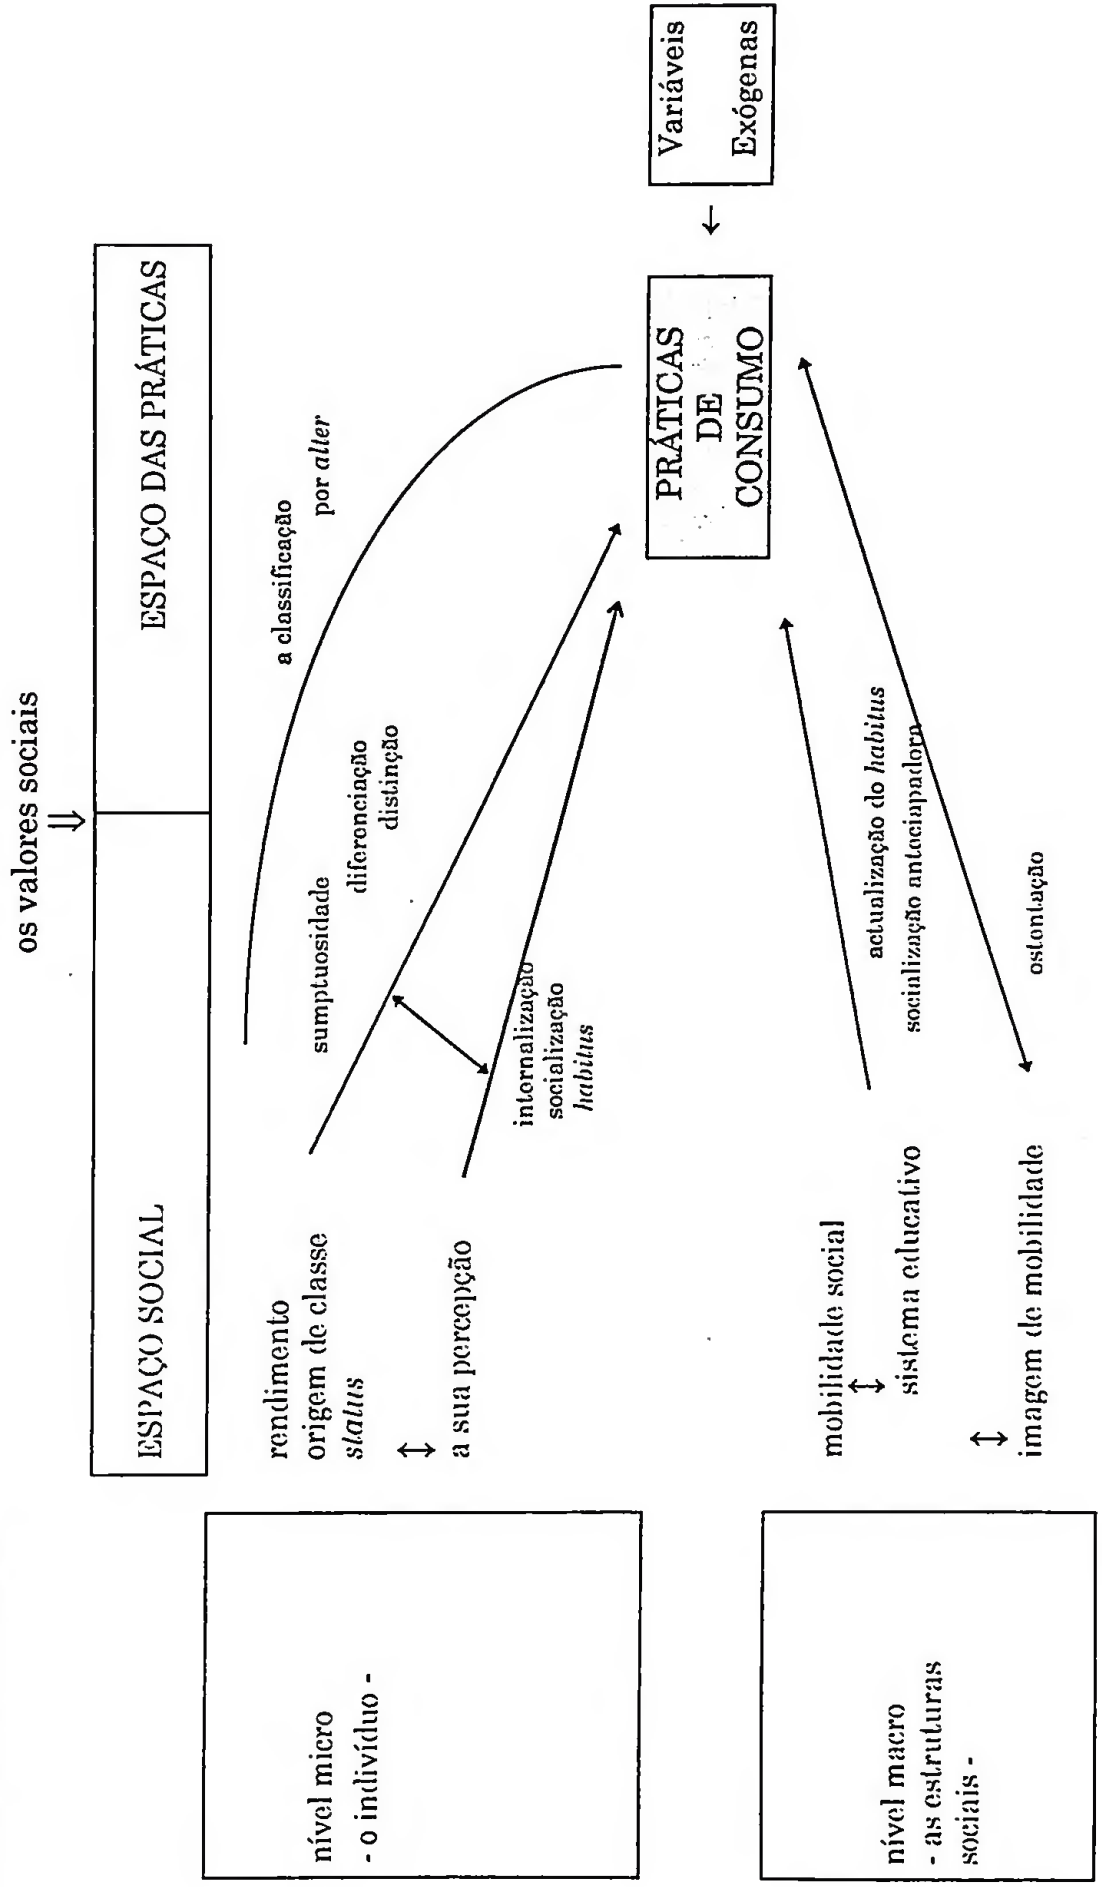 os valores sociais
⇓
ESPAÇO SOCIAL
ESPAÇO DAS PRÁTICAS
nível micro
- o indivíduo -
rendimento
origem de classe
status
↕
a sua percepção
sumptuosidade
diferenciação
distinção
a classificação
por alter
internalização
socialização
habitus
PRÁTICAS
DE
CONSUMO
←
Variáveis
Exógenas
nível macro
- as estruturas
sociais -
mobilidade social
↕
sistema educativo
↕
imagem de mobilidade
actualização do habitus
socialização anteciapadora
ostentação